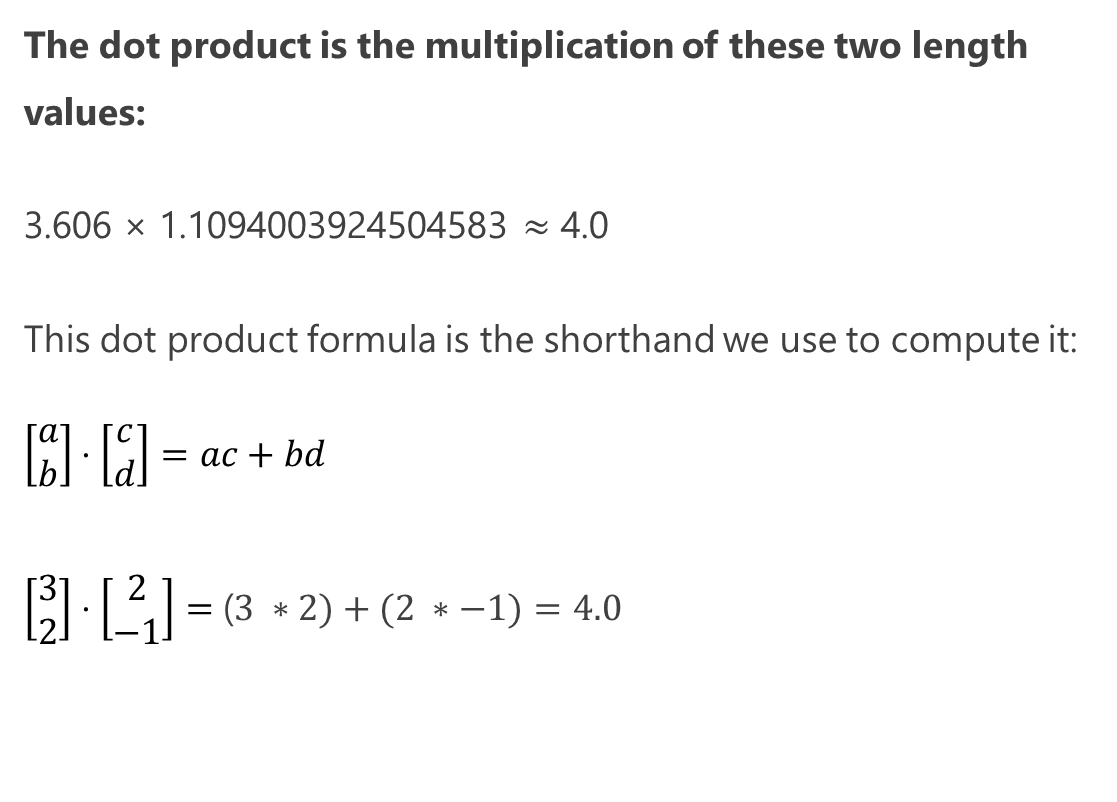 The dot product is the multiplication of these two length
values:
3.606 × 1.1094003924504583 ≈ 4.0
This dot product formula is the shorthand we use to compute it:
[a b] · [c d] = ac + bd
[3 2] · [2 −1] = (3 * 2) + (2 * −1) = 4.0